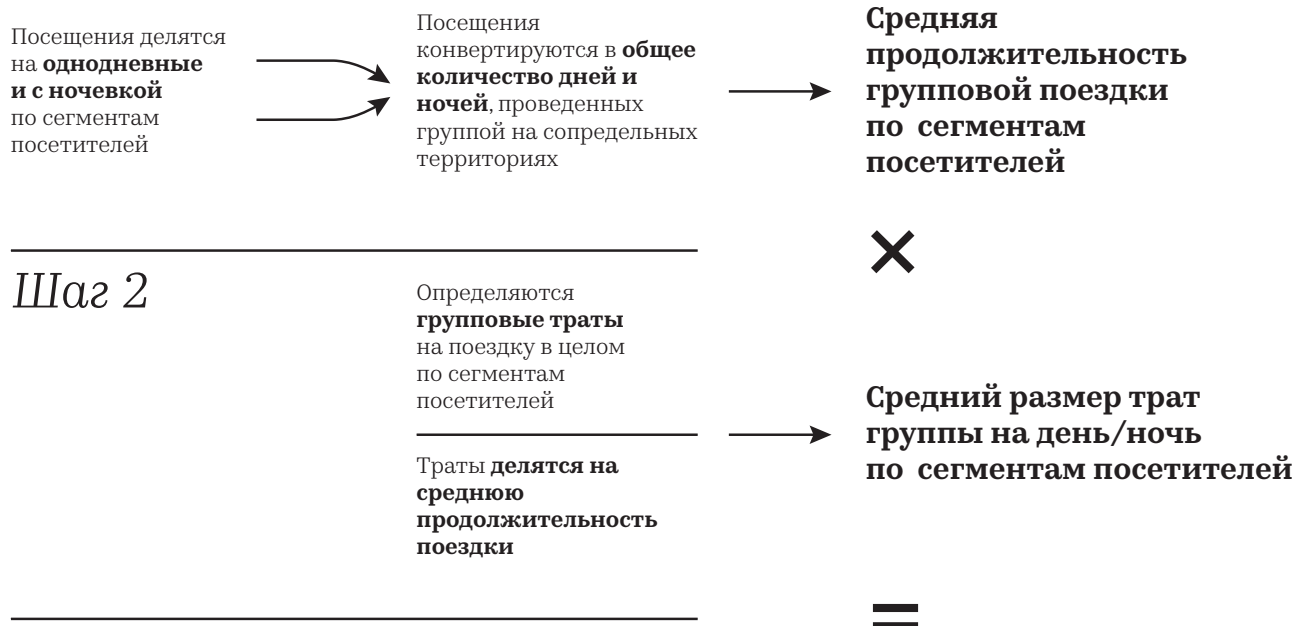 Посещения делятся
на однодневные
и с ночевкой
по сегментам
посетителей
Посещения
конвертируются в общее
количество дней и
ночей, проведенных
группой на сопредельных
территориях
Средняя
продолжительность
групповой поездки
по сегментам
посетителей
×
Шаг 2
Определяются
групповые траты
на поездку в целом
по сегментам
посетителей
Траты делятся на
среднюю
продолжительность
поездки
Средний размер трат
группы на день/ночь
по сегментам посетителей
=